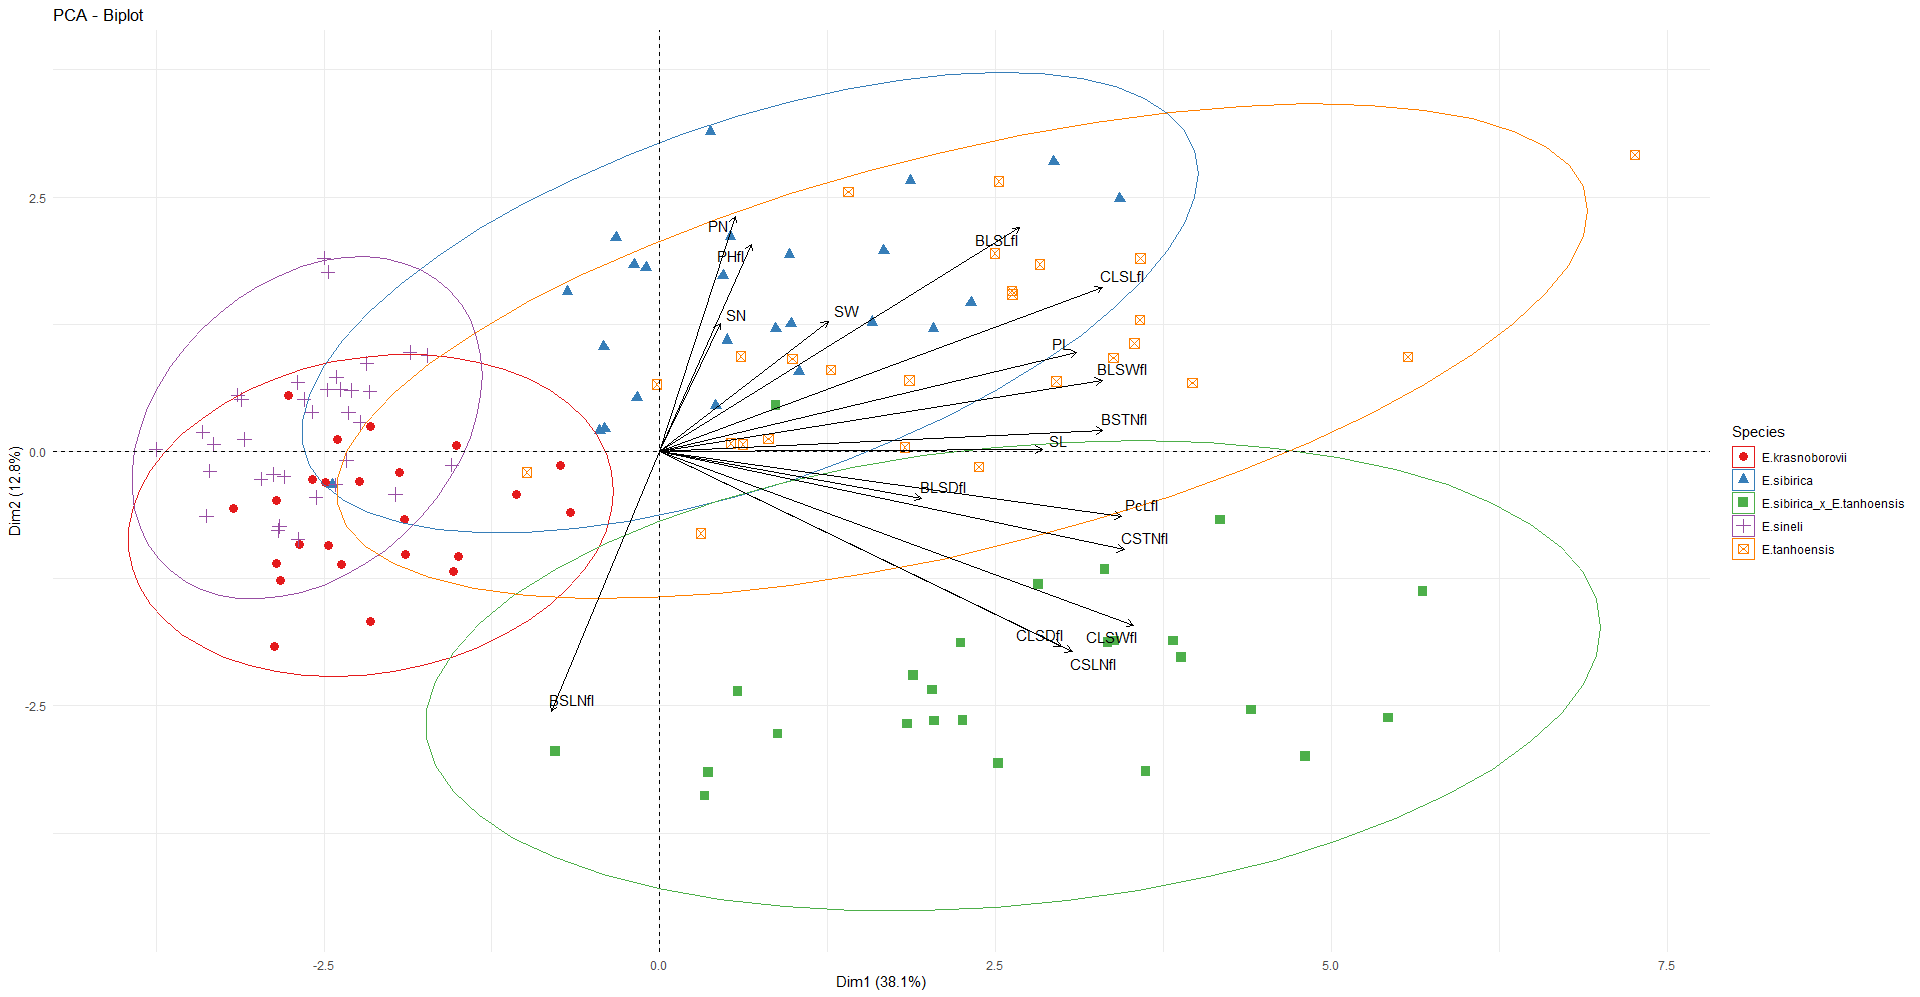 PCA - Biplot
PN
BLSLfl
PHfl
CLSLfl
SN
SW
PL
BLSWfl
BSTNfl
SL
BLSDfl
PcLfl
CSTNfl
CLSDfl
CLSWfl
CSLNfl
BSLNfl
2.5
0.0
-2.5
Dim2 (12.8%)
-2.5
0.0
2.5
5.0
7.5
Dim1 (38.1%)
Species
E.krasnoborovii
E.sibirica
E.sibirica_x_E.tanhoensis
E.sineli
E.tanhoensis